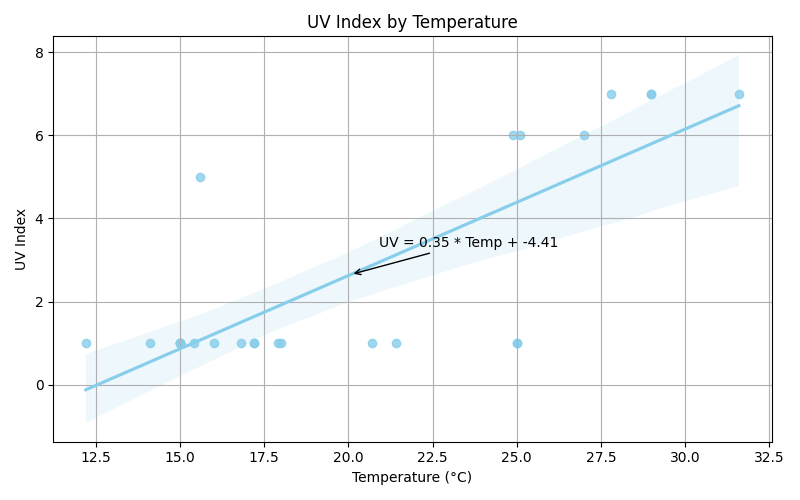 UV Index by Temperature
8
6
4
2
0
UV Index
UV = 0.35 * Temp + -4.41
12.5 15.0 17.5 20.0 22.5 25.0 27.5 30.0 32.5
Temperature (°C)